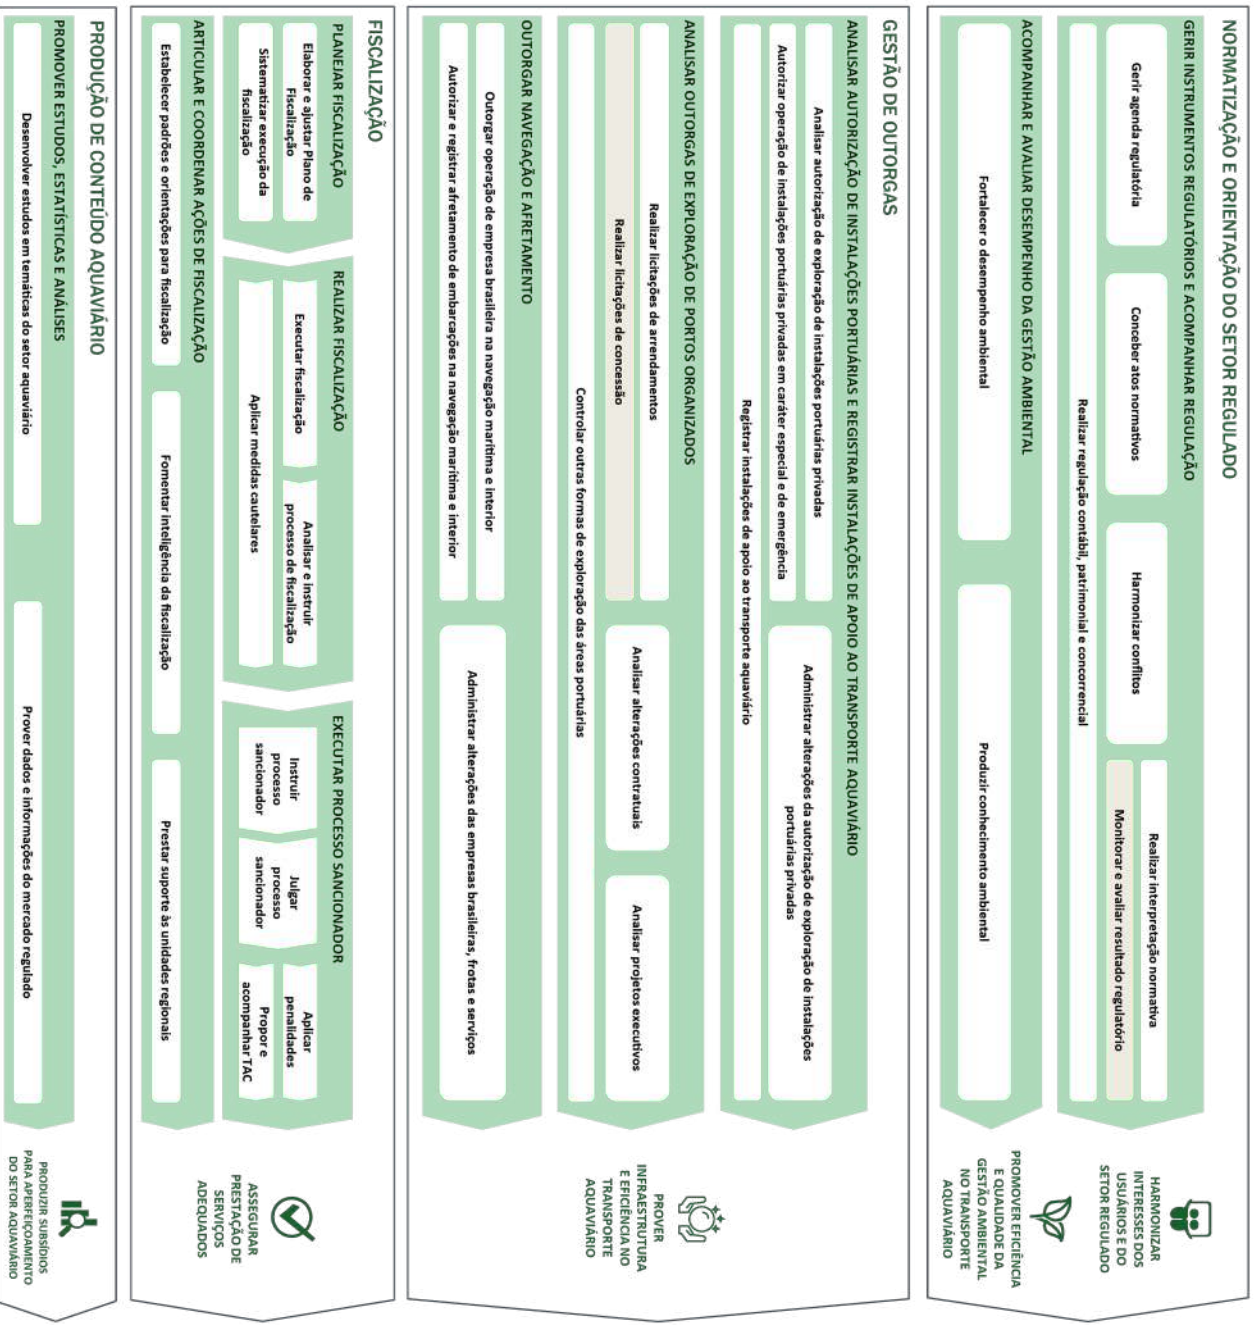 NORMATIZAÇÃO E ORIENTAÇÃO DO SETOR REGULADO
GERIR INSTRUMENTOS REGULATÓRIOS E ACOMPANHAR REGULAÇÃO
Gerir agenda regulatória
Conceber atos normativos
Harmonizar conflitos
Realizar interpretação normativa
Monitorar e avaliar resultado regulatório
Realizar regulação contábil, patrimonial e concorrencial
HARMONIZAR
INTERESSES DOS
USUÁRIOS E DO
SETOR REGULADO
ACOMPANHAR E AVALIAR DESEMPENHO DA GESTÃO AMBIENTAL
Fortalecer o desempenho ambiental
Produzir conhecimento ambiental
PROMOVER EFICIÊNCIA
E QUALIDADE DA
GESTÃO AMBIENTAL
NO TRANSPORTE
AQUAVIÁRIO
GESTÃO DE OUTORGAS
ANALISAR AUTORIZAÇÃO DE INSTALAÇÕES PORTUÁRIAS E REGISTRAR INSTALAÇÕES DE APOIO AO TRANSPORTE AQUAVIÁRIO
Analisar autorização de exploração de instalações portuárias privadas
Autorizar operação de instalações portuárias privadas em caráter especial e de emergência
Administrar alterações da autorização de exploração de instalações
portuárias privadas
Registrar instalações de apoio ao transporte aquaviário
ANALISAR OUTORGAS DE EXPLORAÇÃO DE PORTOS ORGANIZADOS
Realizar licitações de arrendamentos
Realizar licitações de concessão
Analisar alterações contratuais
Analisar projetos executivos
Controlar outras formas de exploração das áreas portuárias
OUTORGAR NAVEGAÇÃO E AFRETAMENTO
Outorgar operação de empresa brasileira na navegação marítima e interior
Autorizar e registrar afretamento de embarcações na navegação marítima e interior
Administrar alterações das empresas brasileiras, frotas e serviços
PROVER
INFRAESTRUTURA
E EFICIÊNCIA NO
TRANSPORTE
AQUAVIÁRIO
FISCALIZAÇÃO
PLANEJAR FISCALIZAÇÃO
Elaborar e ajustar Plano de
Fiscalização
Sistematizar execução da
fiscalização
REALIZAR FISCALIZAÇÃO
Executar fiscalização
Analisar e instruir
processo de fiscalização
Aplicar medidas cautelares
EXECUTAR PROCESSO SANCIONADOR
Instruir
processo
sancionador
Julgar
processo
sancionador
Aplicar
penalidades
Propor e
acompanhar TAC
ARTICULAR E COORDENAR AÇÕES DE FISCALIZAÇÃO
Estabelecer padrões e orientações para fiscalização
Fomentar inteligência da fiscalização
Prestar suporte às unidades regionais
ASSEGURAR
PRESTAÇÃO DE
SERVIÇOS
ADEQUADOS
PRODUÇÃO DE CONTEÚDO AQUAVIÁRIO
PROMOVER ESTUDOS, ESTATÍSTICAS E ANÁLISES
Desenvolver estudos em temáticas do setor aquaviário
Prover dados e informações do mercado regulado
PRODUZIR SUBSÍDIOS
PARA APERFEIÇOAMENTO
DO SETOR AQUAVIÁRIO